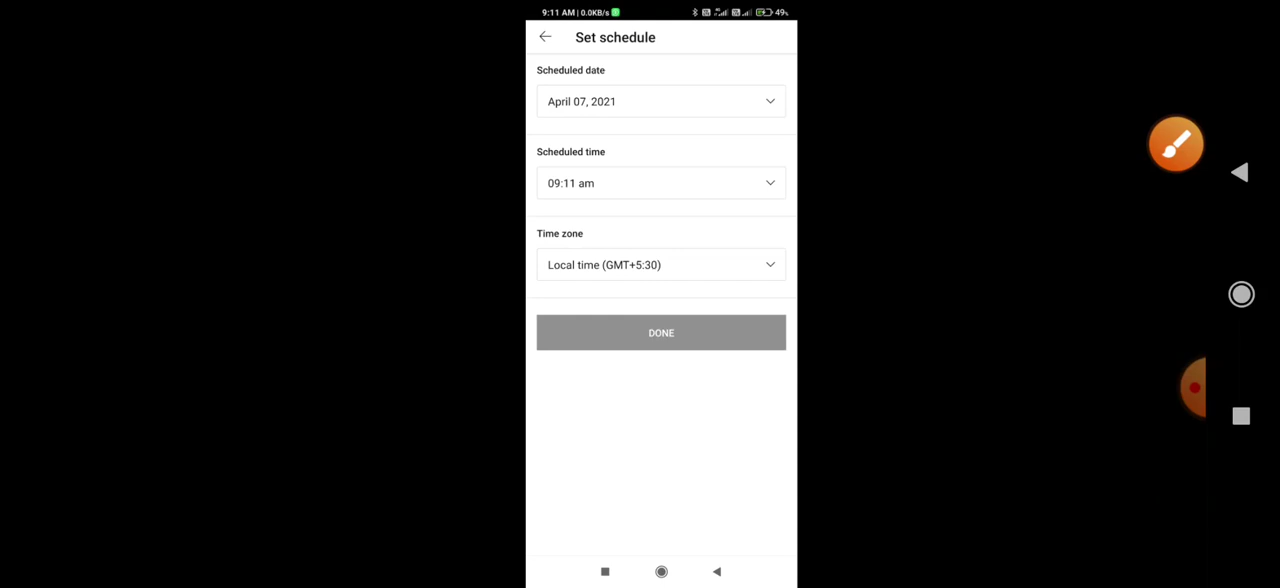 9:11 AM | 0.0KB/s 49%
Set schedule
Scheduled date
April 07, 2021
Scheduled time
09:11 am
Time zone
Local time (GMT+5:30)
DONE